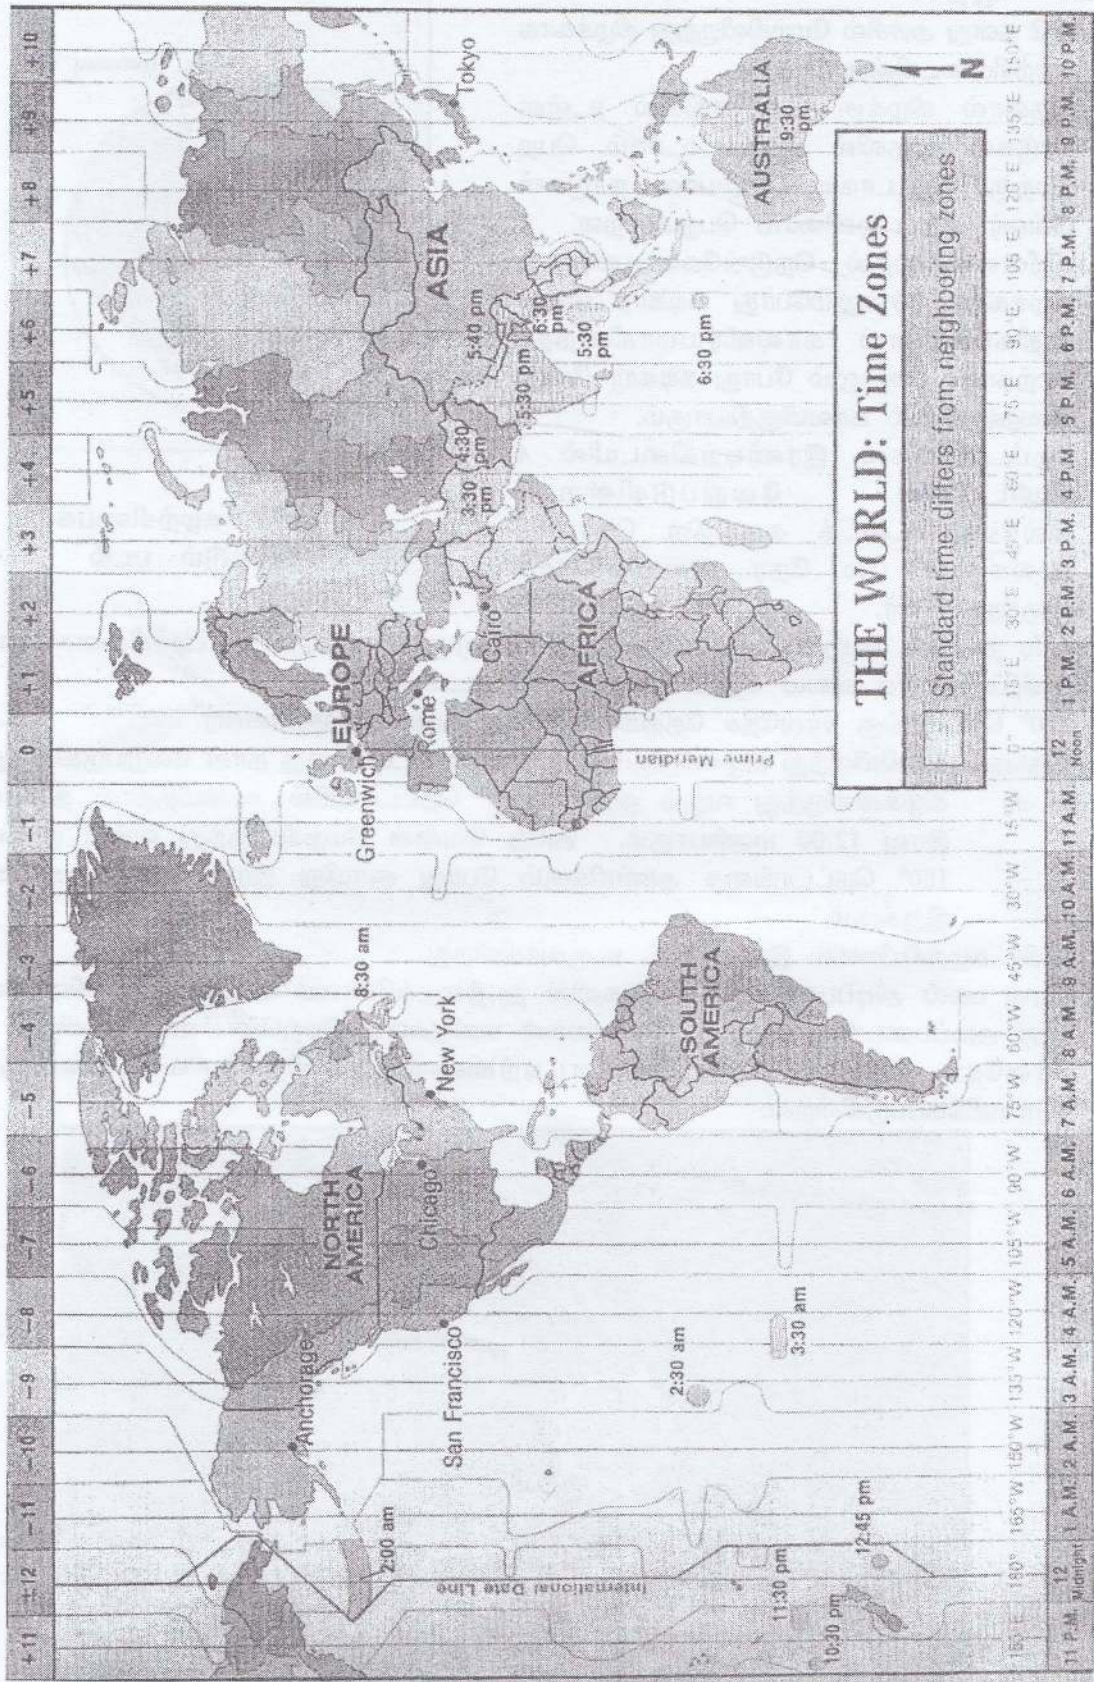 +11 +12 −11 −10 −9 −8 −7 −6 −5 −4 −3 −2 −1 0 +1 +2 +3 +4 +5 +6 +7 +8 +9 +10
Anchorage
San Francisco
NORTH
AMERICA
Chicago
New York
8:30 am
SOUTH
AMERICA
Greenwich
EUROPE
Rome
Cairo
AFRICA
Prime Meridian
3:30
pm
4:30
pm
5:30 pm
5:40 pm
6:30
pm
5:30
pm
6:30 pm
ASIA
Tokyo
AUSTRALIA
9:30
pm
N
2:00 am
International Date Line
2:30 am
3:30 am
11:30 pm
12:45 pm
10:30 pm
THE WORLD: Time Zones
Standard time differs from neighboring zones
165°E 180° 165°W 150°W 135°W 120°W 105°W 90°W 75°W 60°W 45°W 30°W 15°W 0° 15°E 30°E 45°E 60°E 75°E 90°E 105°E 120°E 135°E 150°E
11 P.M. 12 Midnight 1 A.M. 2 A.M. 3 A.M. 4 A.M. 5 A.M. 6 A.M. 7 A.M. 8 A.M. 9 A.M. 10 A.M. 11 A.M. 12 Noon 1 P.M. 2 P.M. 3 P.M. 4 P.M. 5 P.M. 6 P.M. 7 P.M. 8 P.M. 9 P.M. 10 P.M.